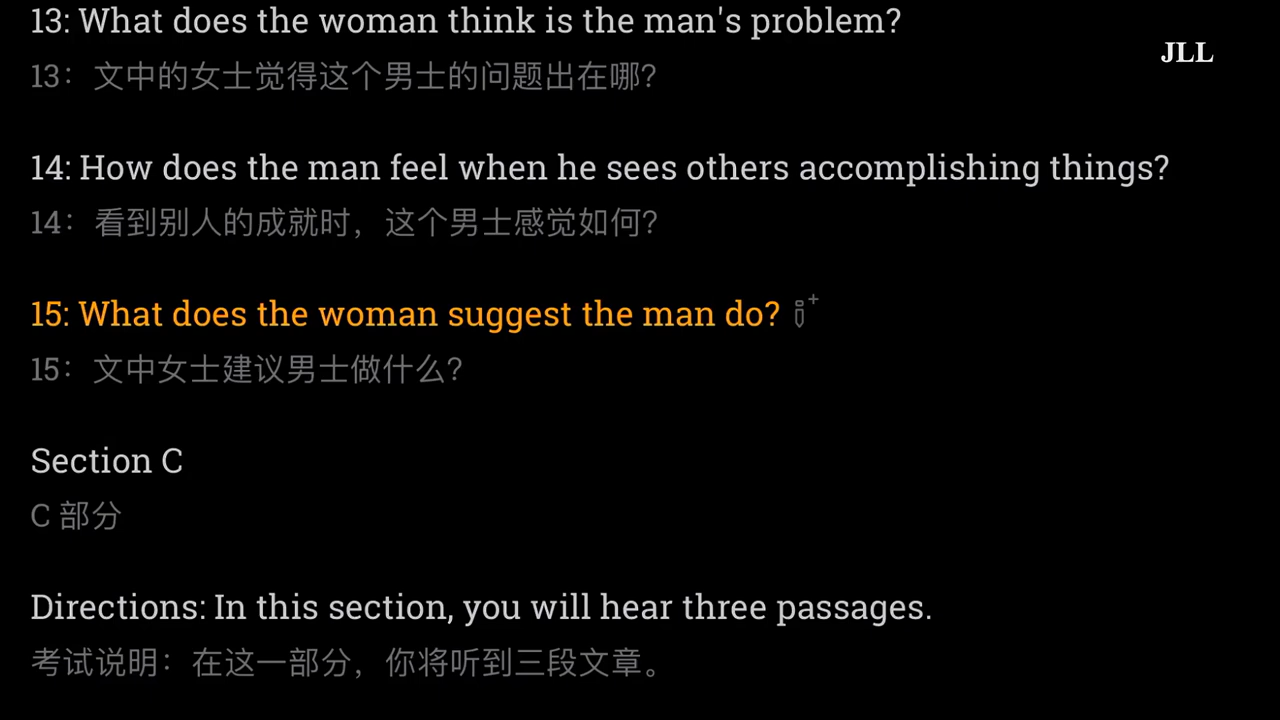 13: What does the woman think is the man's problem?
JLL
13：文中的女士觉得这个男士的问题出在哪?
14: How does the man feel when he sees others accomplishing things?
14：看到别人的成就时，这个男士感觉如何?
15: What does the woman suggest the man do?
15：文中女士建议男士做什么?
Section C
C 部分
Directions: In this section, you will hear three passages.
考试说明：在这一部分，你将听到三段文章。